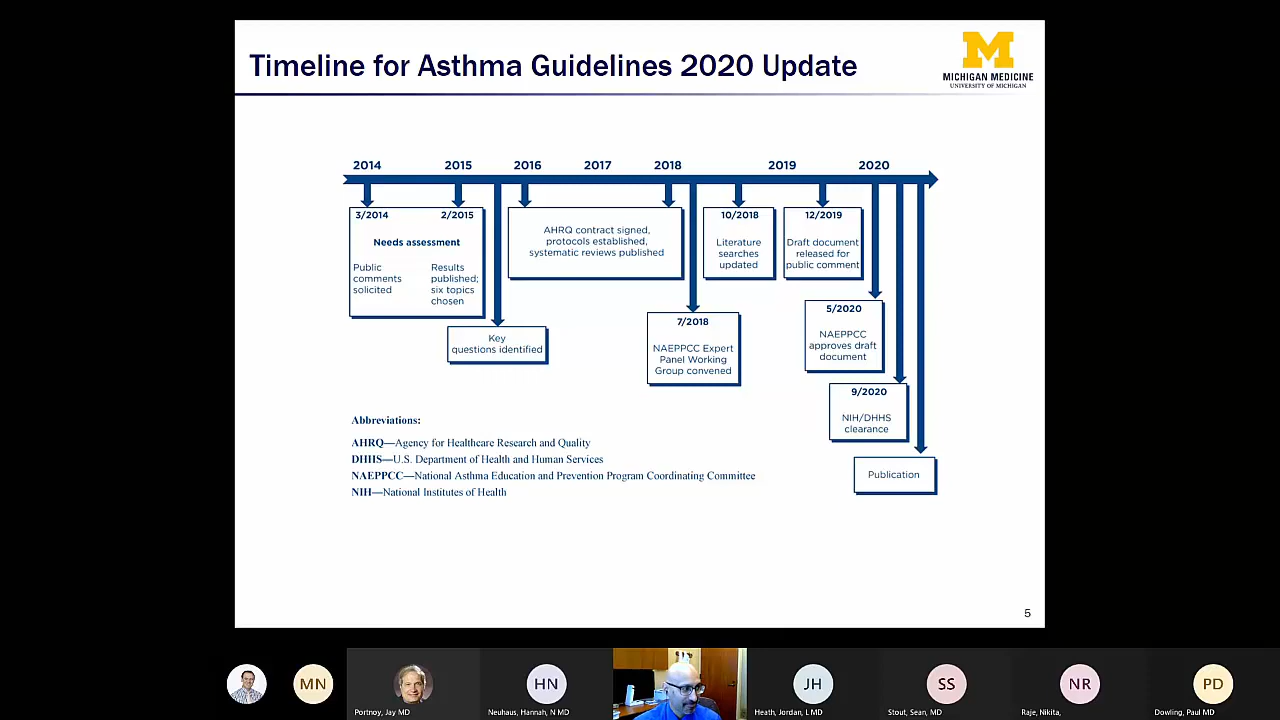 Timeline for Asthma Guidelines 2020 Update
M
MICHIGAN MEDICINE
UNIVERSITY OF MICHIGAN
2014 2015 2016 2017 2018 2019 2020
3/2014 2/2015
Needs assessment
Public
comments
solicited
Results
published;
six topics
chosen
Key
questions identified
AHRQ contract signed,
protocols established,
systematic reviews published
7/2018
NAEPPCC Expert
Panel Working
Group convened
10/2018
Literature
searches
updated
12/2019
Draft document
released for
public comment
5/2020
NAEPPCC
approves draft
document
9/2020
NIH/DHHS
clearance
Publication
Abbreviations:
AHRQ—Agency for Healthcare Research and Quality
DHHS—U.S. Department of Health and Human Services
NAEPPCC—National Asthma Education and Prevention Program Coordinating Committee
NIH—National Institutes of Health
5
MN
Portnoy, Jay MD
HN
Neuhaus, Hannah, N MD
JH
Heath, Jordan, L MD
SS
Stout, Sean, MD
NR
Raje, Nikita,
PD
Dowling, Paul MD